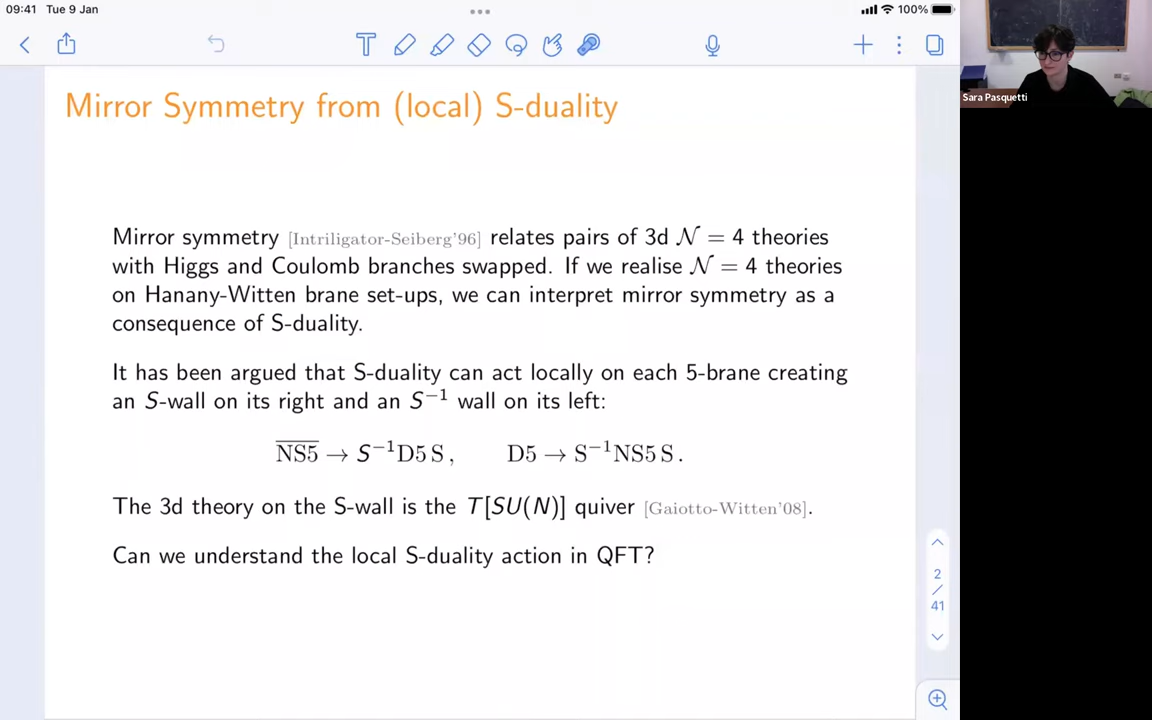 09:41 Tue 9 Jan
100%
Mirror Symmetry from (local) S-duality
Sara Pasquetti
Mirror symmetry [Intriligator-Seiberg'96] relates pairs of 3d 𝒩 = 4 theories
with Higgs and Coulomb branches swapped. If we realise 𝒩 = 4 theories
on Hanany-Witten brane set-ups, we can interpret mirror symmetry as a
consequence of S-duality.
It has been argued that S-duality can act locally on each 5-brane creating
an S-wall on its right and an S⁻¹ wall on its left:
N̅S̅5̅ → S⁻¹D5 S , D5 → S⁻¹NS5 S .
The 3d theory on the S-wall is the T[SU(N)] quiver [Gaiotto-Witten'08].
Can we understand the local S-duality action in QFT?
2
/
41